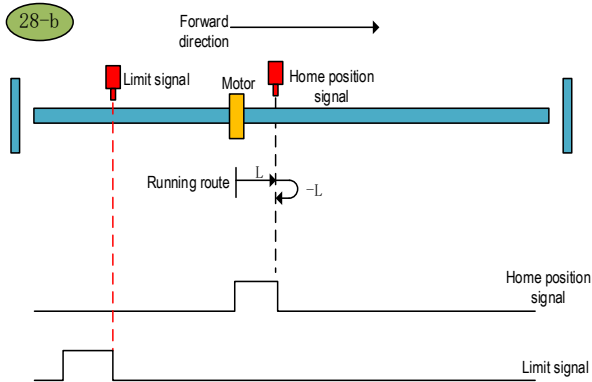 28-b
Forward
direction
Limit signal
Motor
Home position
signal
Running route
L
-L
Home position
signal
Limit signal